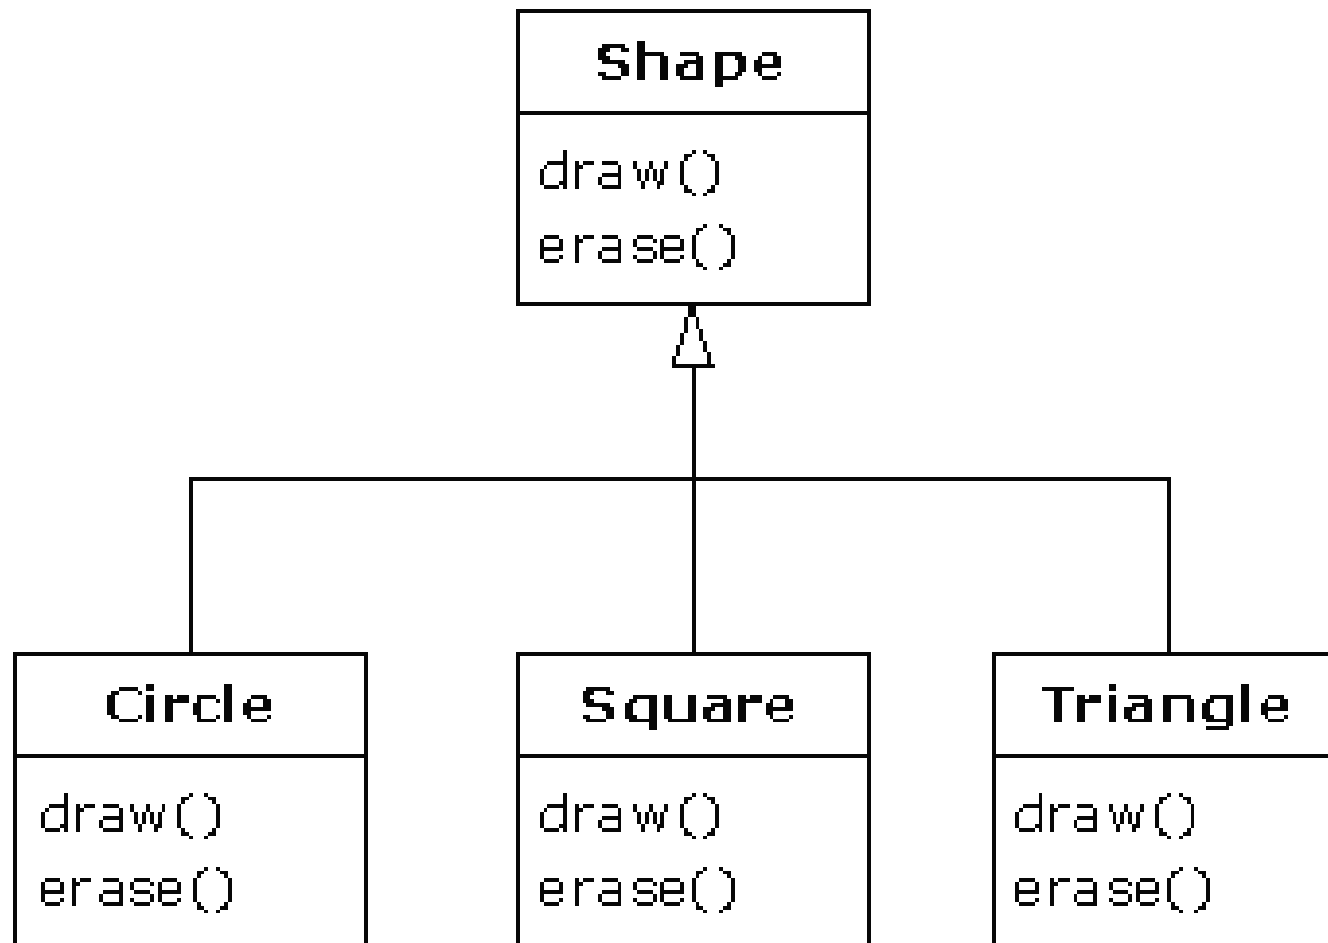 Shape
draw()
erase()
Circle
draw()
erase()
Square
draw()
erase()
Triangle
draw()
erase()